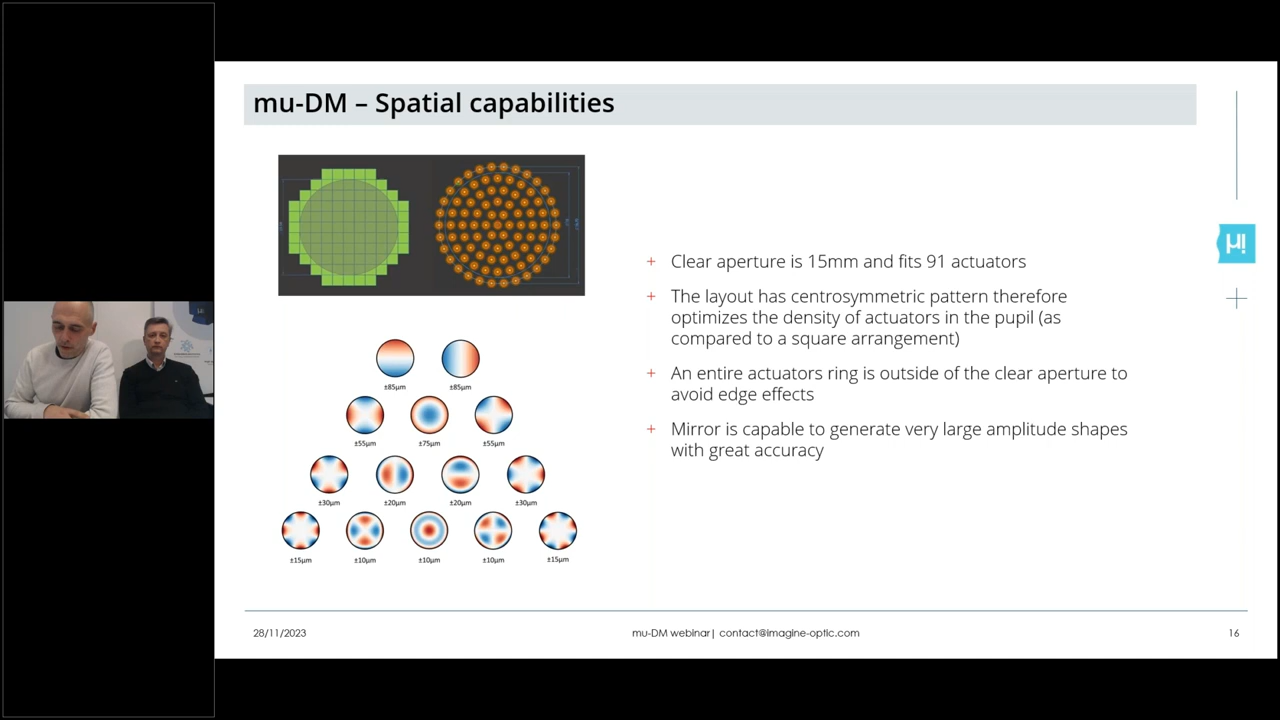 mu-DM – Spatial capabilities
+ Clear aperture is 15mm and fits 91 actuators
+ The layout has centrosymmetric pattern therefore
optimizes the density of actuators in the pupil (as
compared to a square arrangement)
+ An entire actuators ring is outside of the clear aperture to
avoid edge effects
+ Mirror is capable to generate very large amplitude shapes
with great accuracy
±85µm ±85µm
±55µm ±75µm ±55µm
±30µm ±20µm ±20µm ±30µm
±15µm ±10µm ±10µm ±10µm ±15µm
µ!
28/11/2023 mu-DM webinar| contact@imagine-optic.com 16